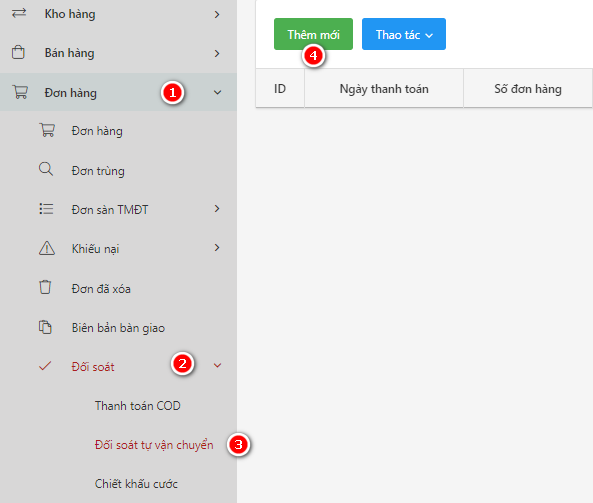 Kho hàng
Bán hàng
Đơn hàng 1
Đơn hàng
Đơn trùng
Đơn sàn TMĐT
Khiếu nại
Đơn đã xóa
Biên bản bàn giao
Đối soát 2
Thanh toán COD
Đối soát tự vận chuyển 3
Chiết khấu cước
Thêm mới Thao tác
4
ID Ngày thanh toán Số đơn hàng